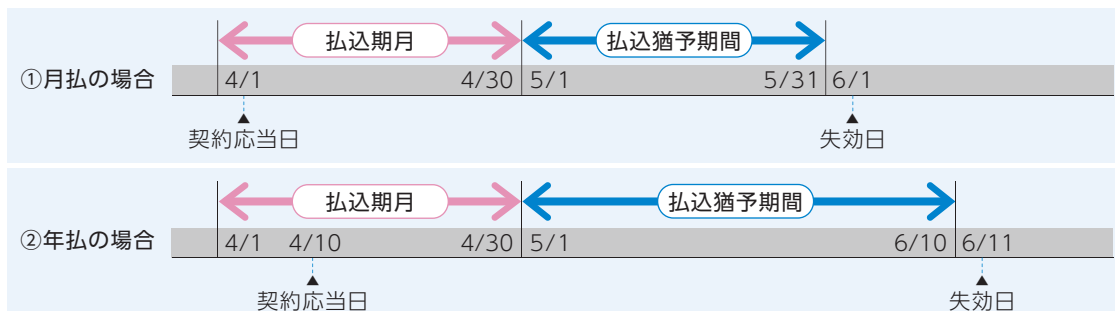 払込期月 払込猶予期間
①月払の場合 4/1 4/30 5/1 5/31 6/1
契約応当日 失効日
払込期月 払込猶予期間
②年払の場合 4/1 4/10 4/30 5/1 6/10 6/11
契約応当日 失効日